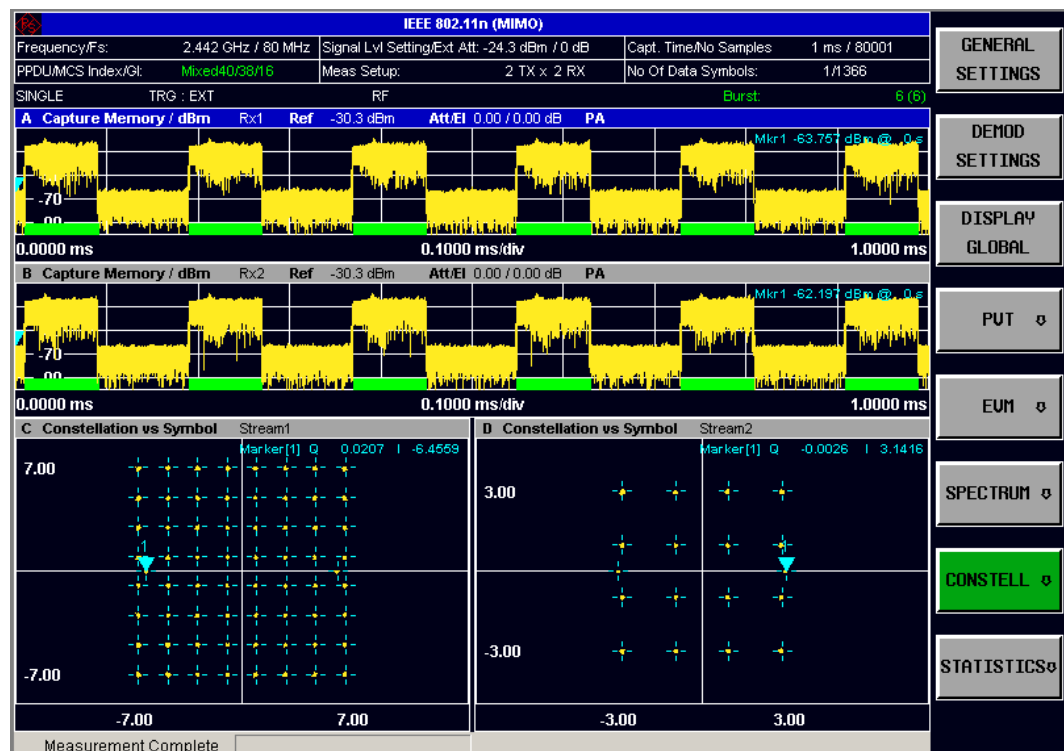 IEEE 802.11n (MIMO)
Frequency/Fs: 2.442 GHz / 80 MHz Signal Lvl Setting/Ext Att: -24.3 dBm / 0 dB Capt. Time/No Samples 1 ms / 80001
PPDU/MCS Index/GI: Mixed40/38/16 Meas Setup: 2 TX x 2 RX No Of Data Symbols: 1/1366
SINGLE TRG : EXT RF Burst: 6 (6)
A Capture Memory / dBm Rx1 Ref -30.3 dBm Att/El 0.00 / 0.00 dB PA
Mkr1 -63.757 dBm @ 0 s
-70
-90
0.0000 ms 0.1000 ms/div 1.0000 ms
B Capture Memory / dBm Rx2 Ref -30.3 dBm Att/El 0.00 / 0.00 dB PA
Mkr1 -62.197 dBm @ 0 s
-70
-90
0.0000 ms 0.1000 ms/div 1.0000 ms
C Constellation vs Symbol Stream1
Marker[1] Q 0.0207 I -6.4559
7.00
1
-7.00
-7.00 7.00
D Constellation vs Symbol Stream2
Marker[1] Q -0.0026 I 3.1416
3.00
1
-3.00
-3.00 3.00
Measurement Complete
GENERAL
SETTINGS
DEMOD
SETTINGS
DISPLAY
GLOBAL
PVT
EVM
SPECTRUM
CONSTELL
STATISTICS